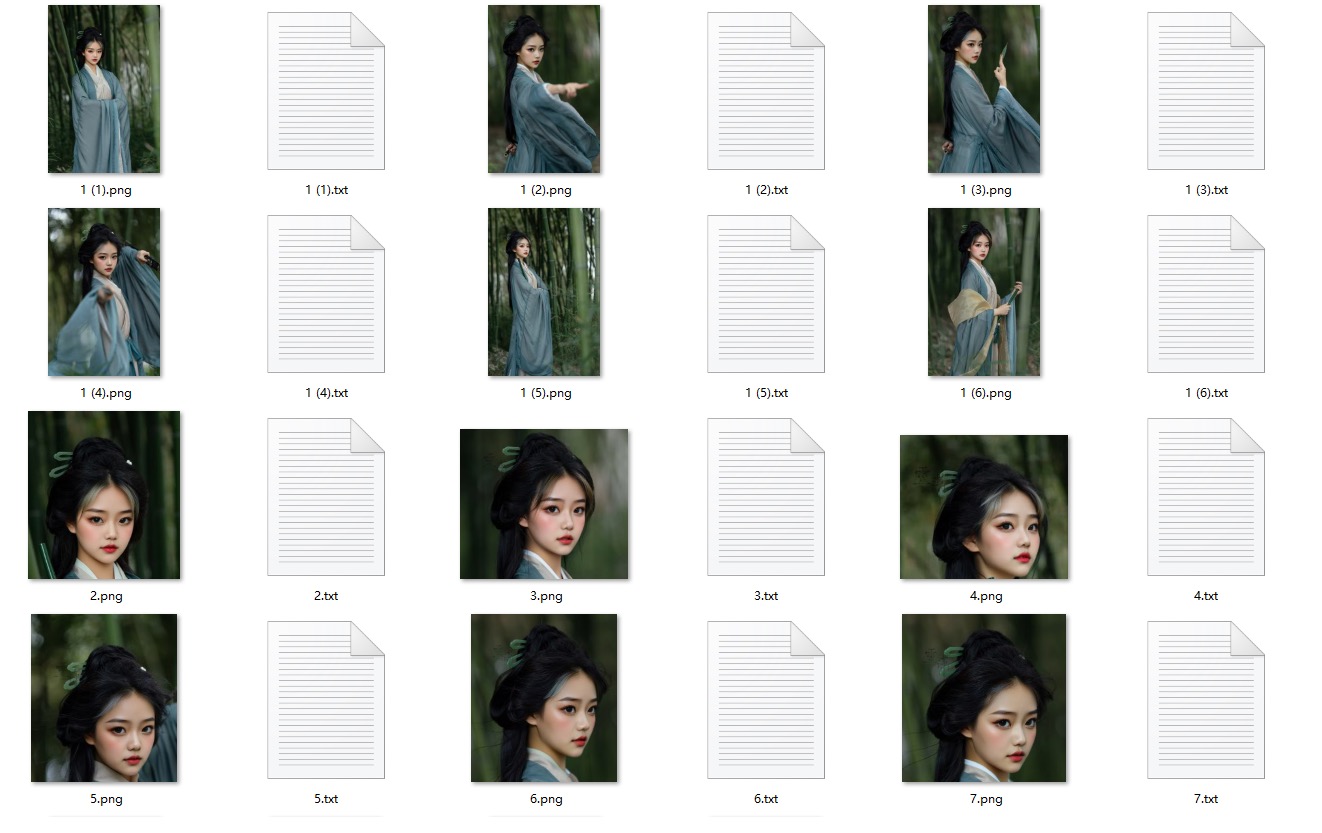 1 (1).png
1 (1).txt
1 (2).png
1 (2).txt
1 (3).png
1 (3).txt
1 (4).png
1 (4).txt
1 (5).png
1 (5).txt
1 (6).png
1 (6).txt
2.png
2.txt
3.png
3.txt
4.png
4.txt
5.png
5.txt
6.png
6.txt
7.png
7.txt